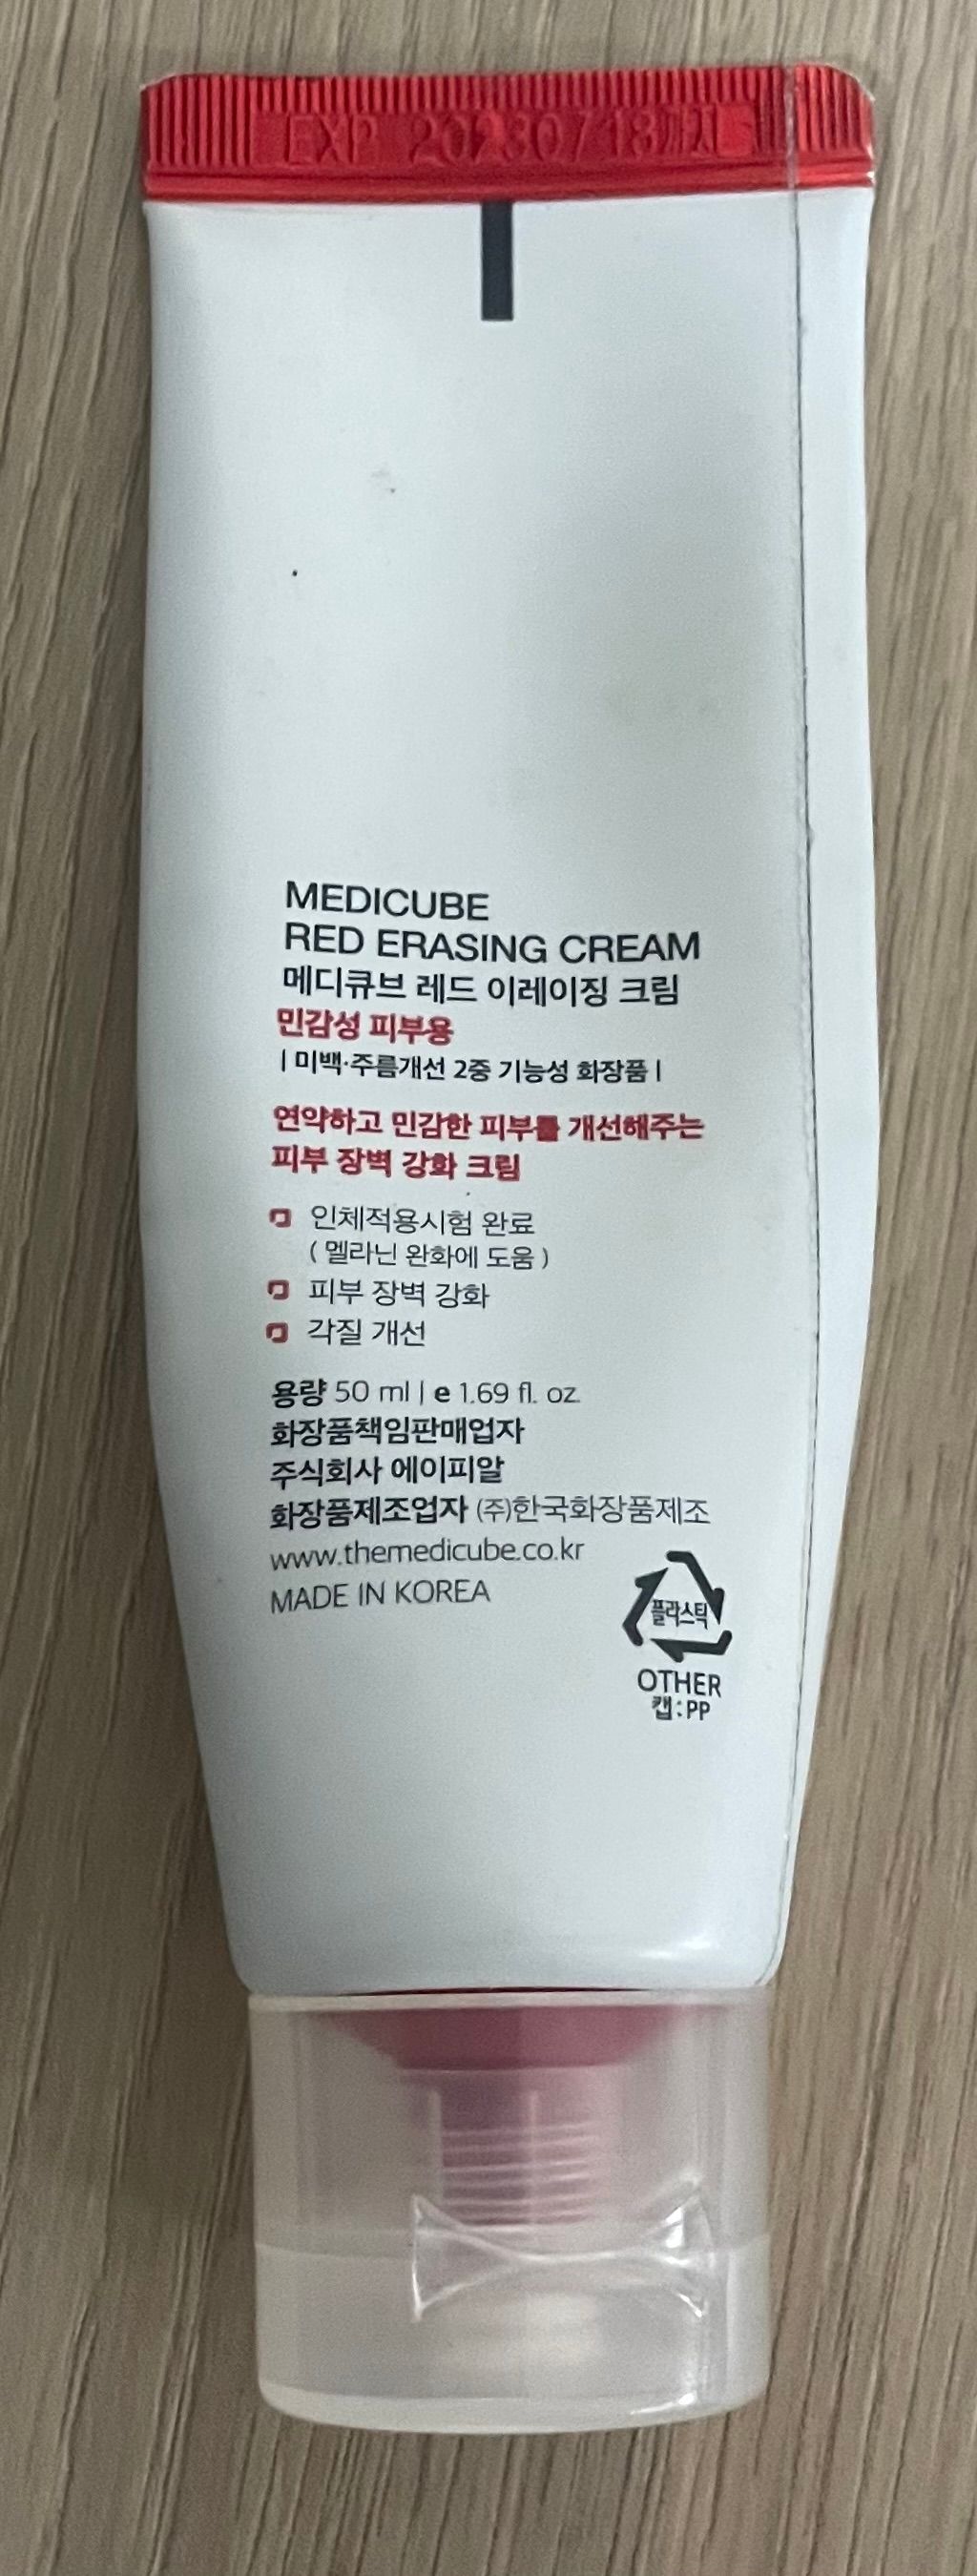 EXP
MEDICUBE
RED ERASING CREAM
메디큐브 레드 이레이징 크림
민감성 피부용
| 미백·주름개선 2중 기능성 화장품 |
연약하고 민감한 피부를 개선해주는
피부 장벽 강화 크림
인체적용시험 완료
( 멜라닌 완화에 도움 )
피부 장벽 강화
각질 개선
용량 50 ml | e 1.69 fl. oz.
화장품책임판매업자
주식회사 에이피알
화장품제조업자 (주)한국화장품제조
www.themedicube.co.kr
MADE IN KOREA
플라스틱
OTHER
캡:PP